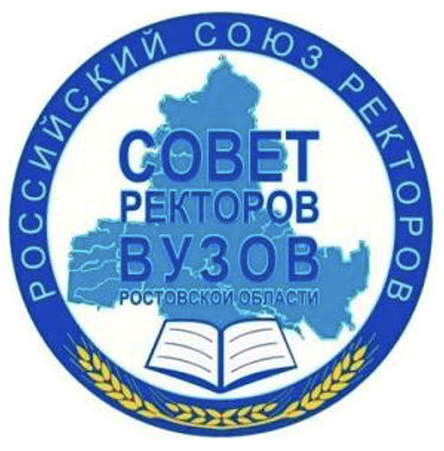 РОССИЙСКИЙ СОЮЗ РЕКТОРОВ
СОВЕТ
РЕКТОРОВ
ВУЗОВ
РОСТОВСКОЙ ОБЛАСТИ